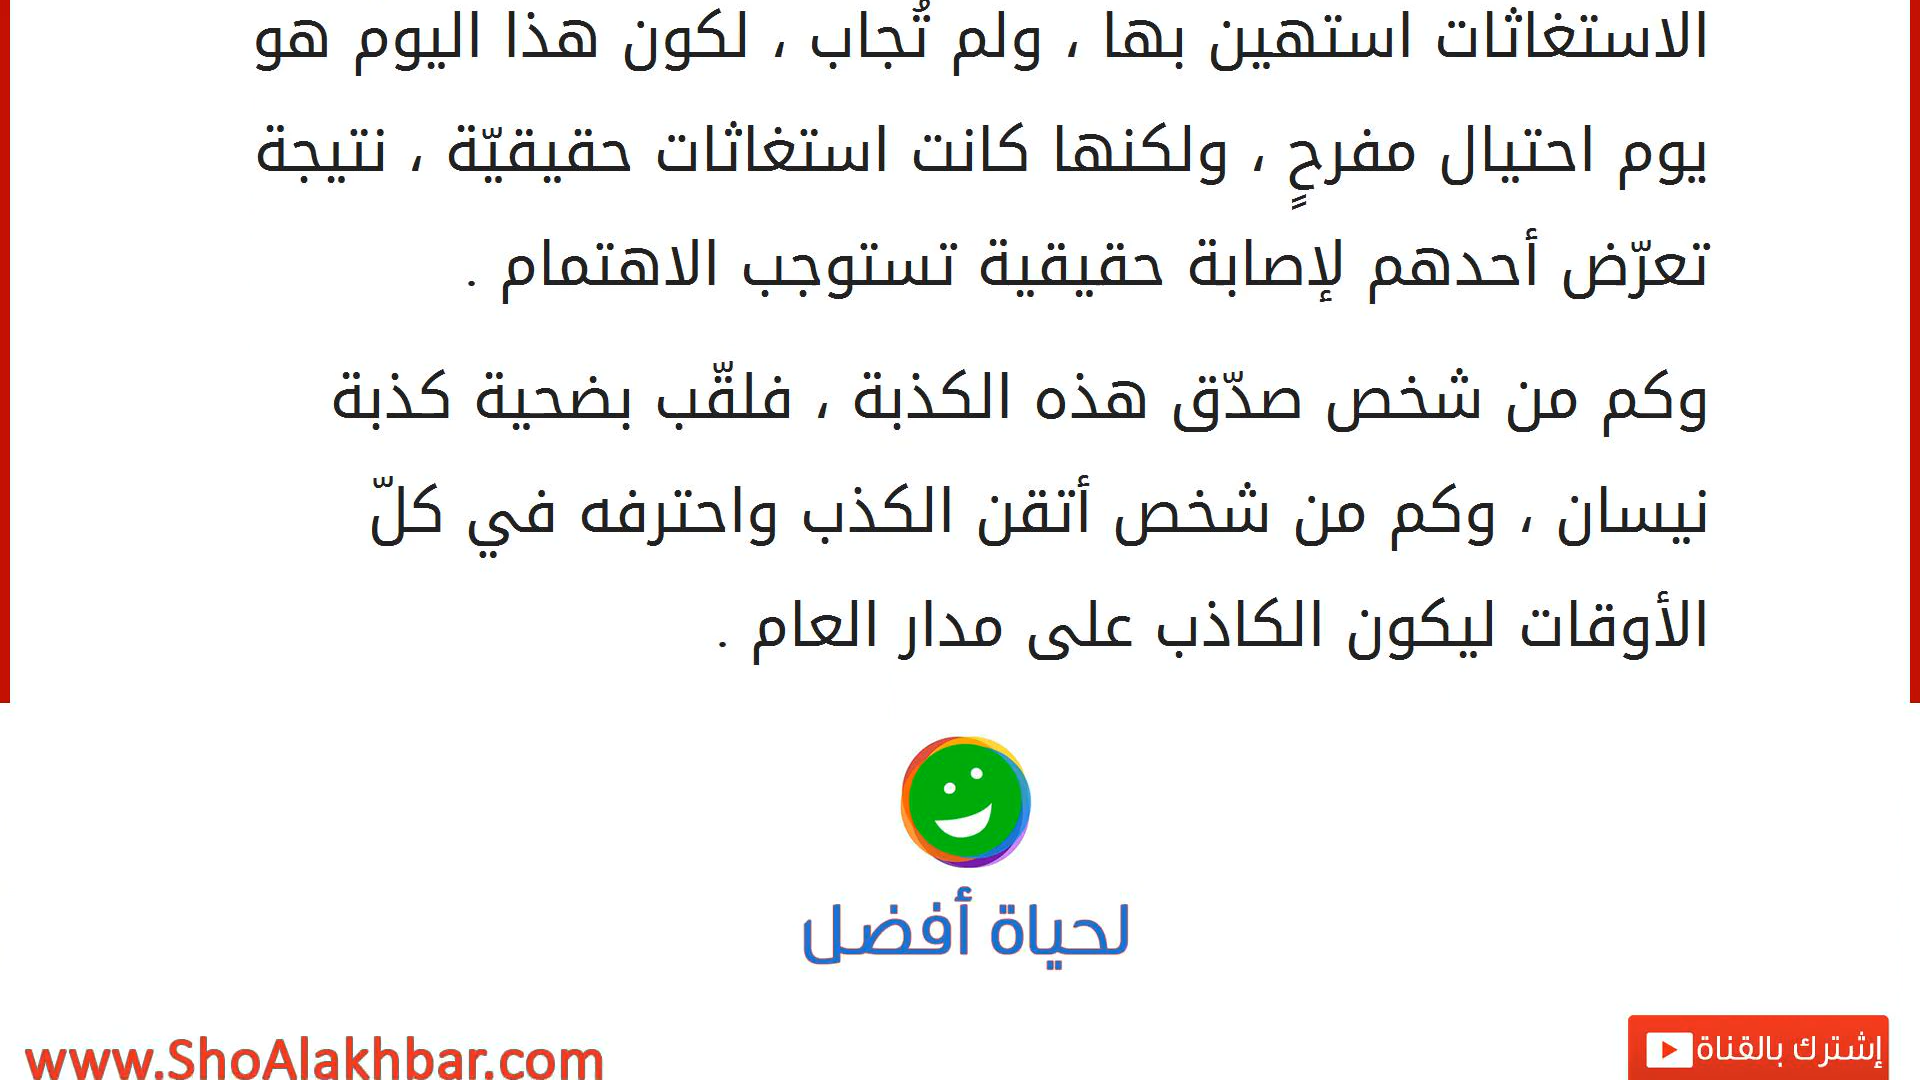 الاستغاثات استهين بها ، ولم تُجاب ، لكون هذا اليوم هو
يوم احتيال مفرحٍ ، ولكنها كانت استغاثات حقيقيّة ، نتيجة
تعرّض أحدهم لإصابة حقيقية تستوجب الاهتمام .
وكم من شخص صدّق هذه الكذبة ، فلقّب بضحية كذبة
نيسان ، وكم من شخص أتقن الكذب واحترفه في كلّ
الأوقات ليكون الكاذب على مدار العام .
لحياة أفضل
www.ShoAlakhbar.com
إشترك بالقناة